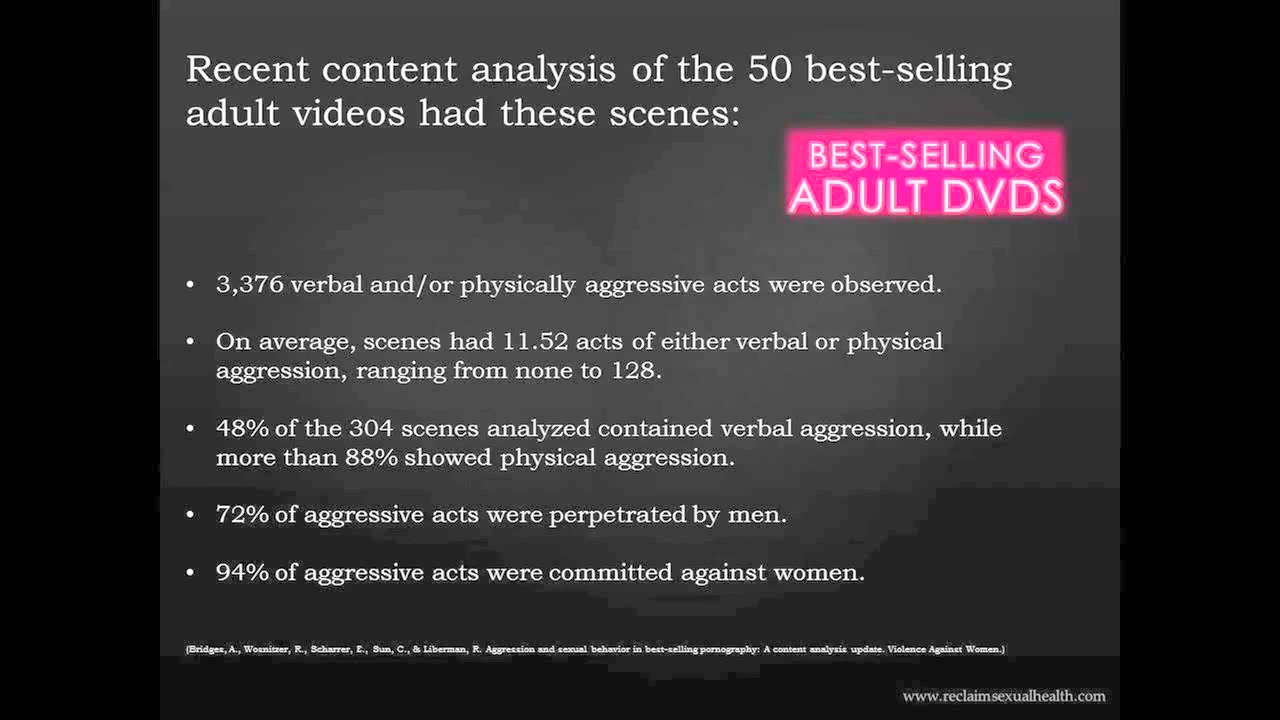 Recent content analysis of the 50 best-selling
adult videos had these scenes:
BEST-SELLING
ADULT DVDS
• 3,376 verbal and/or physically aggressive acts were observed.
• On average, scenes had 11.52 acts of either verbal or physical
aggression, ranging from none to 128.
• 48% of the 304 scenes analyzed contained verbal aggression, while
more than 88% showed physical aggression.
• 72% of aggressive acts were perpetrated by men.
• 94% of aggressive acts were committed against women.
(Bridges, A., Wosnitzer, R., Scharrer, E., Sun, C., & Liberman, R. Aggression and sexual behavior in best-selling pornography: A content analysis update. Violence Against Women.)
www.reclaimsexualhealth.com